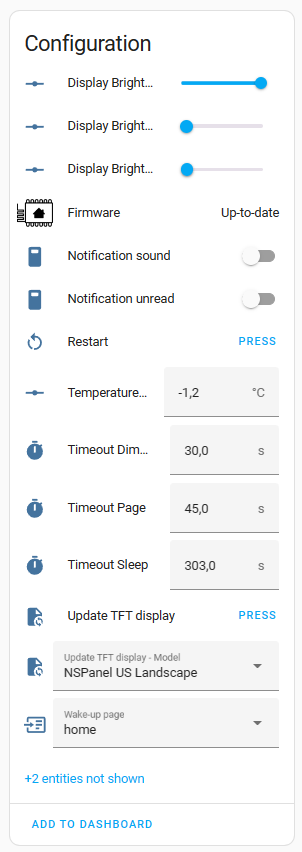 Configuration
Display Bright...
Display Bright...
Display Bright...
Firmware Up-to-date
Notification sound
Notification unread
Restart PRESS
Temperature... -1,2 °C
Timeout Dim... 30,0 s
Timeout Page 45,0 s
Timeout Sleep 303,0 s
Update TFT display PRESS
Update TFT display - Model
NSPanel US Landscape
Wake-up page
home
+2 entities not shown
ADD TO DASHBOARD